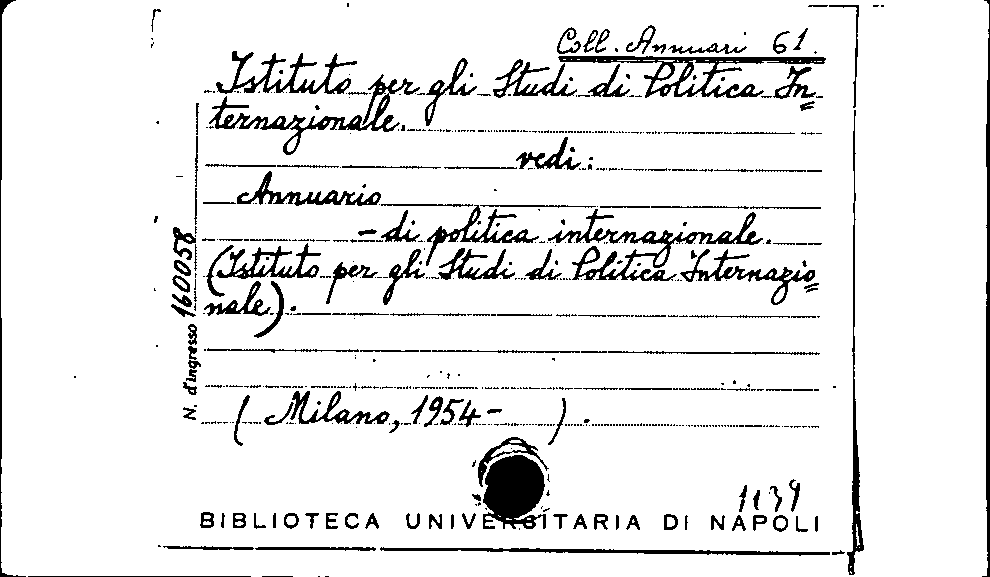 Coll. Annuari 61.
Istituto per gli Studi di Politica In=
ternazionale.
vedi:
Annuario
- di politica internazionale.
(Istituto per gli Studi di Politica Internazio=
nale).
( Milano, 1954- ).
N. d'ingresso 160058
1139
BIBLIOTECA UNIVERSITARIA DI NAPOLI